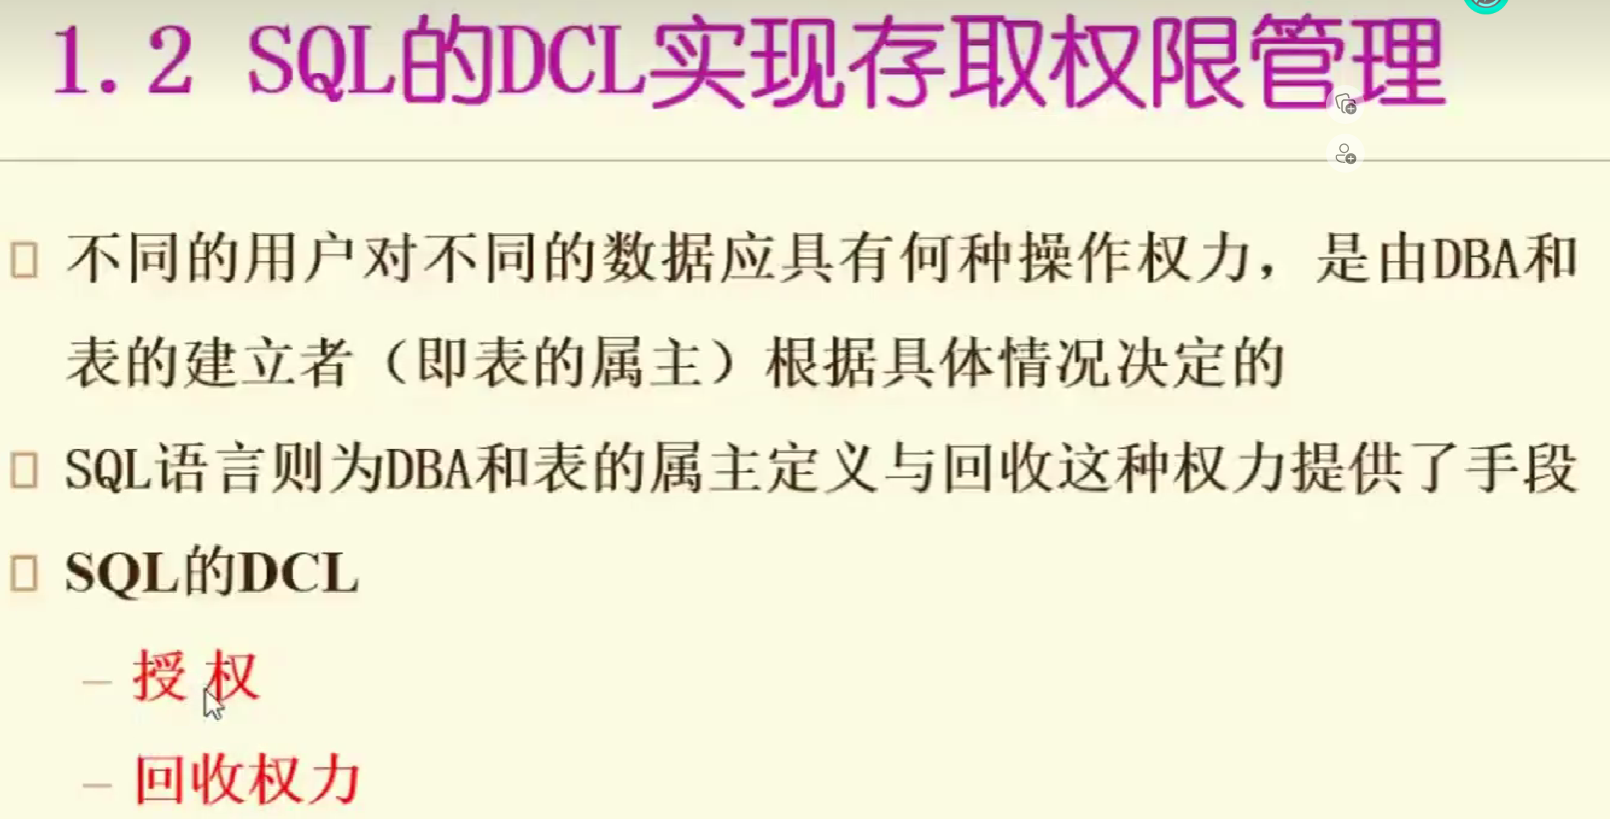 1.2 SQL的DCL实现存取权限管理
不同的用户对不同的数据应具有何种操作权力，是由DBA和
表的建立者（即表的属主）根据具体情况决定的
SQL语言则为DBA和表的属主定义与回收这种权力提供了手段
SQL的DCL
– 授 权
– 回收权力